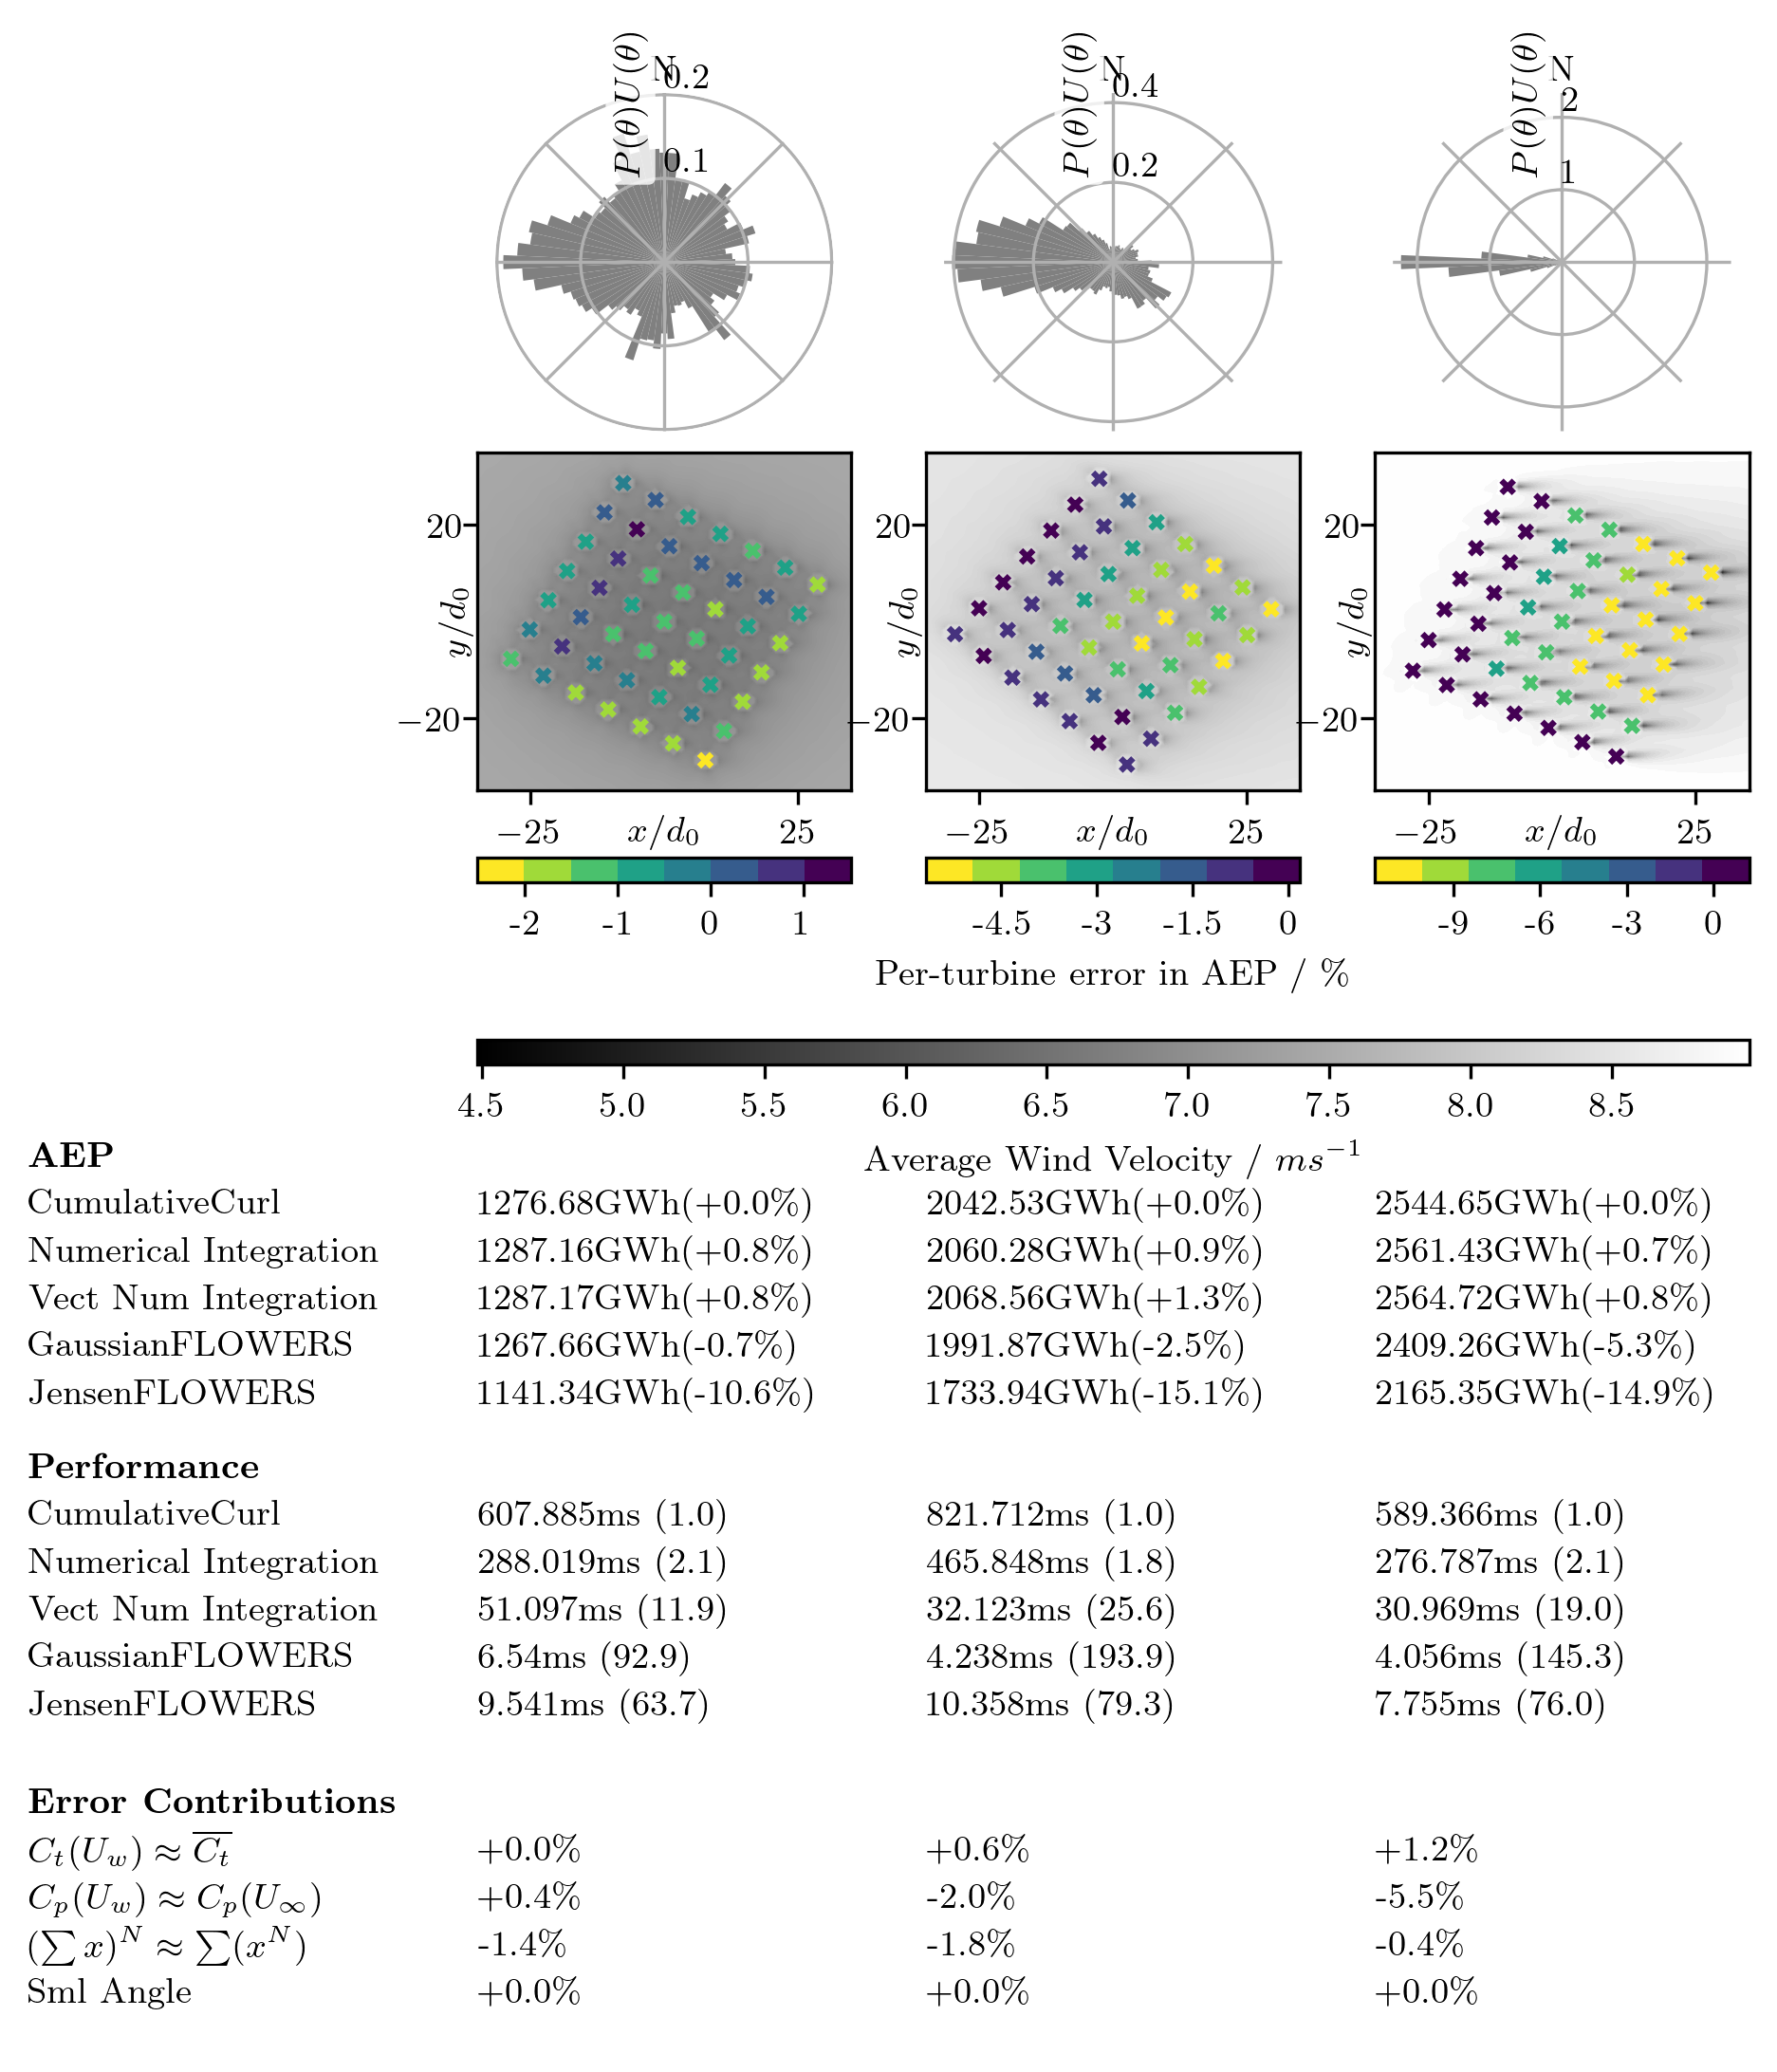 N N N
P(θ)U(θ) P(θ)U(θ) P(θ)U(θ)
0.2 0.4 2
0.1 0.2 1
20 20 20
y/d₀ y/d₀ y/d₀
−20 −20 −20
−25 x/d₀ 25 −25 x/d₀ 25 −25 x/d₀ 25
-2 -1 0 1 -4.5 -3 -1.5 0 -9 -6 -3 0
Per-turbine error in AEP / %
4.5 5.0 5.5 6.0 6.5 7.0 7.5 8.0 8.5
Average Wind Velocity / ms⁻¹
AEP
CumulativeCurl 1276.68GWh(+0.0%) 2042.53GWh(+0.0%) 2544.65GWh(+0.0%)
Numerical Integration 1287.16GWh(+0.8%) 2060.28GWh(+0.9%) 2561.43GWh(+0.7%)
Vect Num Integration 1287.17GWh(+0.8%) 2068.56GWh(+1.3%) 2564.72GWh(+0.8%)
GaussianFLOWERS 1267.66GWh(-0.7%) 1991.87GWh(-2.5%) 2409.26GWh(-5.3%)
JensenFLOWERS 1141.34GWh(-10.6%) 1733.94GWh(-15.1%) 2165.35GWh(-14.9%)
Performance
CumulativeCurl 607.885ms (1.0) 821.712ms (1.0) 589.366ms (1.0)
Numerical Integration 288.019ms (2.1) 465.848ms (1.8) 276.787ms (2.1)
Vect Num Integration 51.097ms (11.9) 32.123ms (25.6) 30.969ms (19.0)
GaussianFLOWERS 6.54ms (92.9) 4.238ms (193.9) 4.056ms (145.3)
JensenFLOWERS 9.541ms (63.7) 10.358ms (79.3) 7.755ms (76.0)
Error Contributions
C_t(U_w) ≈ \overline{C_t} +0.0% +0.6% +1.2%
C_p(U_w) ≈ C_p(U_∞) +0.4% -2.0% -5.5%
(∑ x)^N ≈ ∑(x^N) -1.4% -1.8% -0.4%
Sml Angle +0.0% +0.0% +0.0%